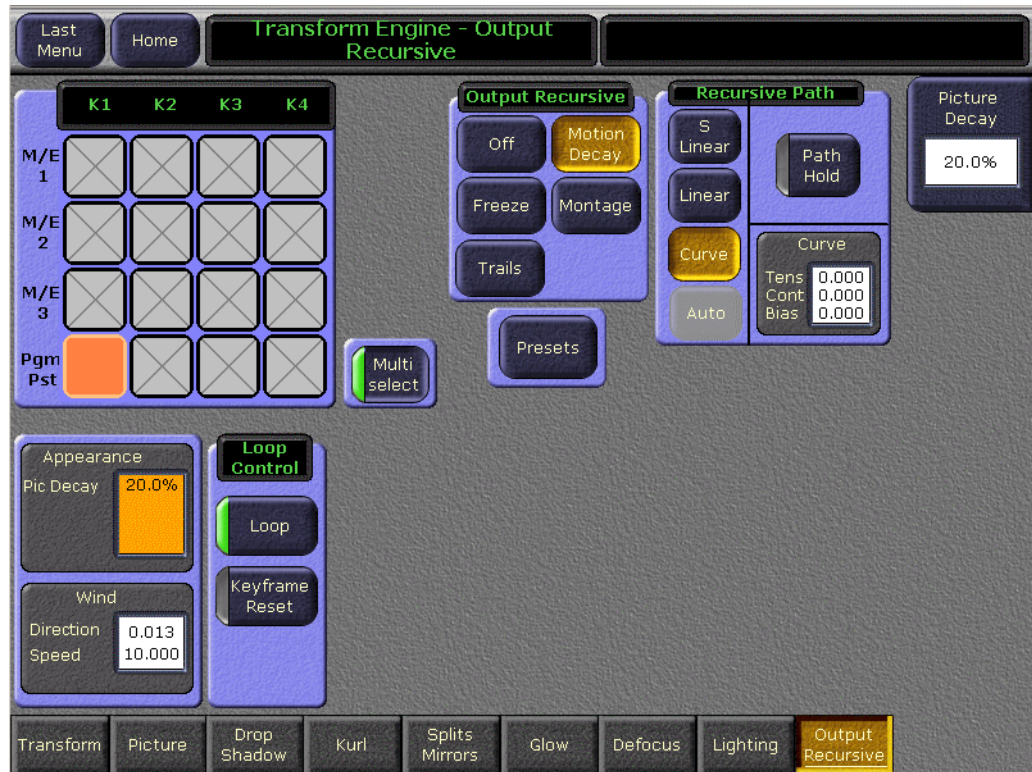 Last
Menu
Home
Transform Engine - Output
Recursive
K1 K2 K3 K4
M/E
1
M/E
2
M/E
3
Pgm
Pst
Multi
select
Output Recursive
Off
Motion
Decay
Freeze
Montage
Trails
Presets
Recursive Path
S
Linear
Linear
Curve
Auto
Path
Hold
Curve
Tens 0.000
Cont 0.000
Bias 0.000
Picture
Decay
20.0%
Appearance
Pic Decay 20.0%
Wind
Direction 0.013
Speed 10.000
Loop
Control
Loop
Keyframe
Reset
Transform
Picture
Drop
Shadow
Kurl
Splits
Mirrors
Glow
Defocus
Lighting
Output
Recursive